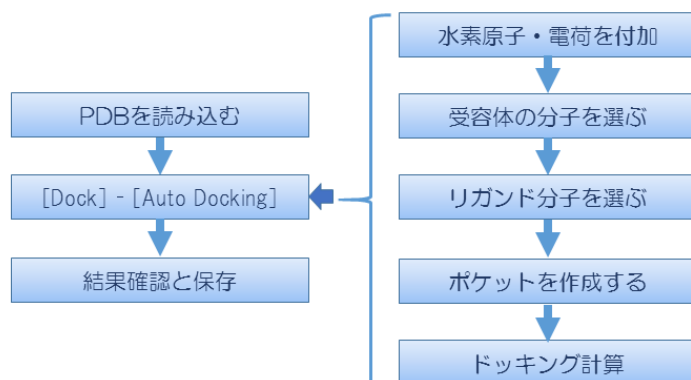 PDBを読み込む
[Dock] - [Auto Docking]
結果確認と保存
水素原子・電荷を付加
受容体の分子を選ぶ
リガンド分子を選ぶ
ポケットを作成する
ドッキング計算